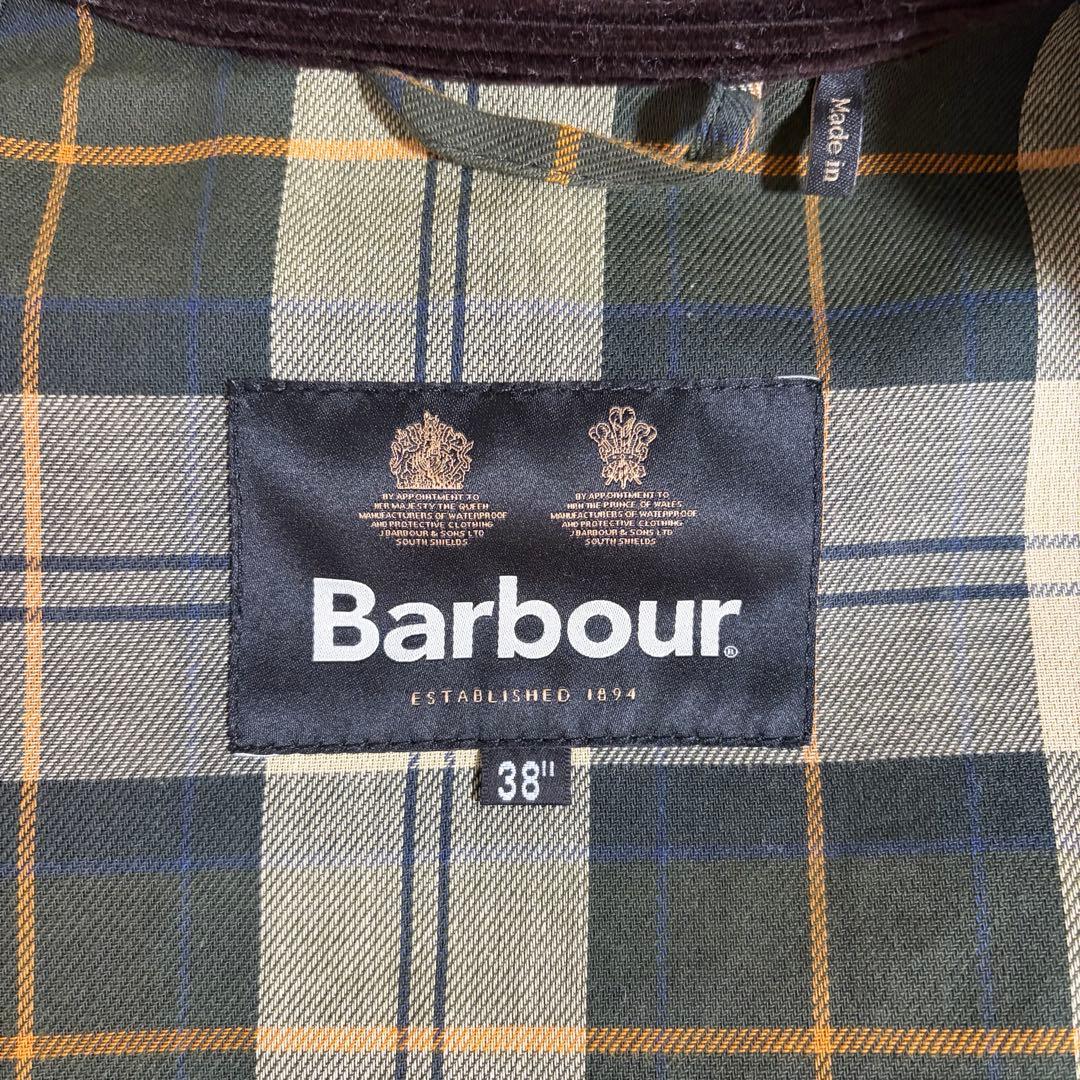 Made in
BY APPOINTMENT TO
HER MAJESTY THE QUEEN
MANUFACTURERS OF WATERPROOF
AND PROTECTIVE CLOTHING
J BARBOUR & SONS LTD
SOUTH SHIELDS
BY APPOINTMENT TO
HRH THE PRINCE OF WALES
MANUFACTURERS OF WATERPROOF
AND PROTECTIVE CLOTHING
J BARBOUR & SONS LTD
SOUTH SHIELDS
Barbour®
ESTABLISHED 1894
38"